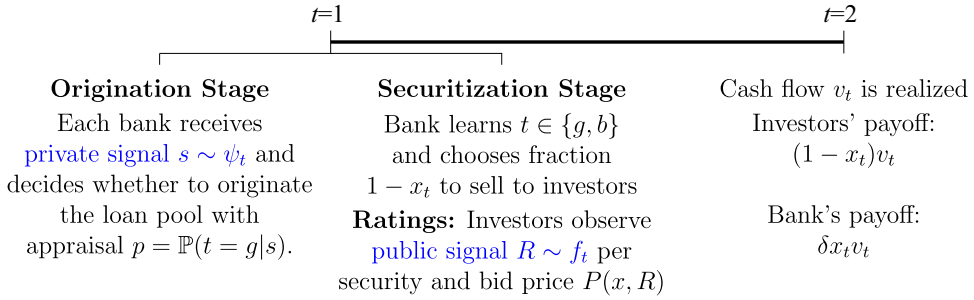 t=1
t=2
Origination Stage
Each bank receives
private signal s ∼ ψ_t and
decides whether to originate
the loan pool with
appraisal p = ℙ(t = g|s).
Securitization Stage
Bank learns t ∈ {g, b}
and chooses fraction
1 − x_t to sell to investors
Ratings: Investors observe
public signal R ∼ f_t per
security and bid price P(x, R)
Cash flow v_t is realized
Investors' payoff:
(1 − x_t)v_t
Bank's payoff:
δx_tv_t